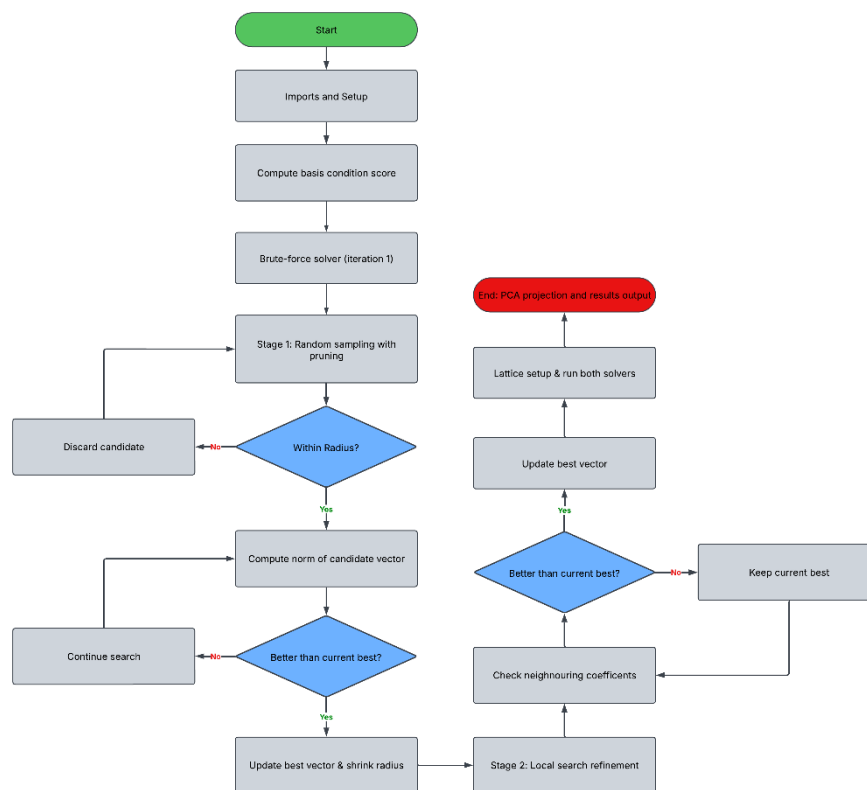 Start
Imports and Setup
Compute basis condition score
Brute-force solver (iteration 1)
Stage 1: Random sampling with
pruning
Within Radius?
No
Discard candidate
Yes
Compute norm of candidate vector
Better than current best?
No
Continue search
Yes
Update best vector & shrink radius
Stage 2: Local search refinement
Check neighbouring coefficents
Better than current best?
No
Keep current best
Yes
Update best vector
Lattice setup & run both solvers
End: PCA projection and results output